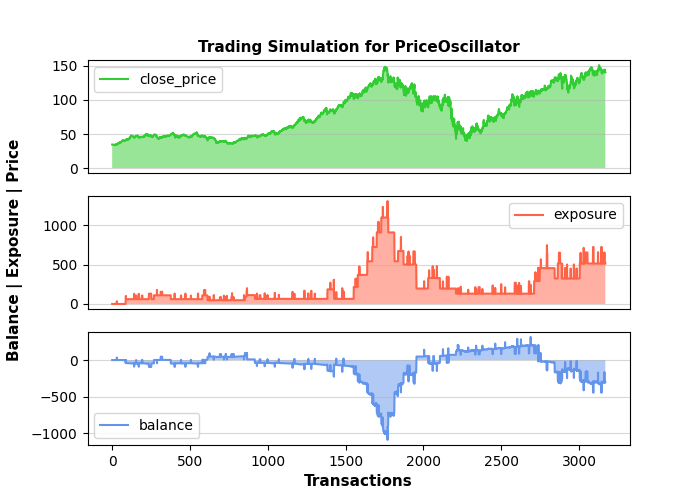 Trading Simulation for PriceOscillator
Balance | Exposure | Price
150
100
50
0
close_price
1000
500
0
exposure
0
−500
−1000
balance
0 500 1000 1500 2000 2500 3000
Transactions